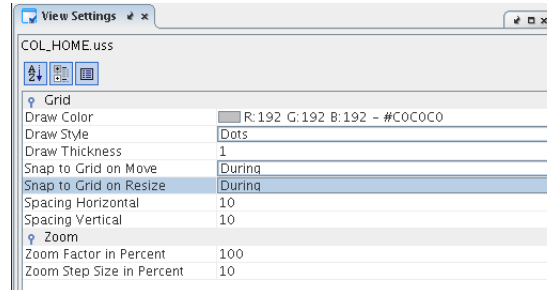 View Settings
COL_HOME.uss
Grid
Draw Color R:192 G:192 B:192 - #C0C0C0
Draw Style Dots
Draw Thickness 1
Snap to Grid on Move During
Snap to Grid on Resize During
Spacing Horizontal 10
Spacing Vertical 10
Zoom
Zoom Factor in Percent 100
Zoom Step Size in Percent 10